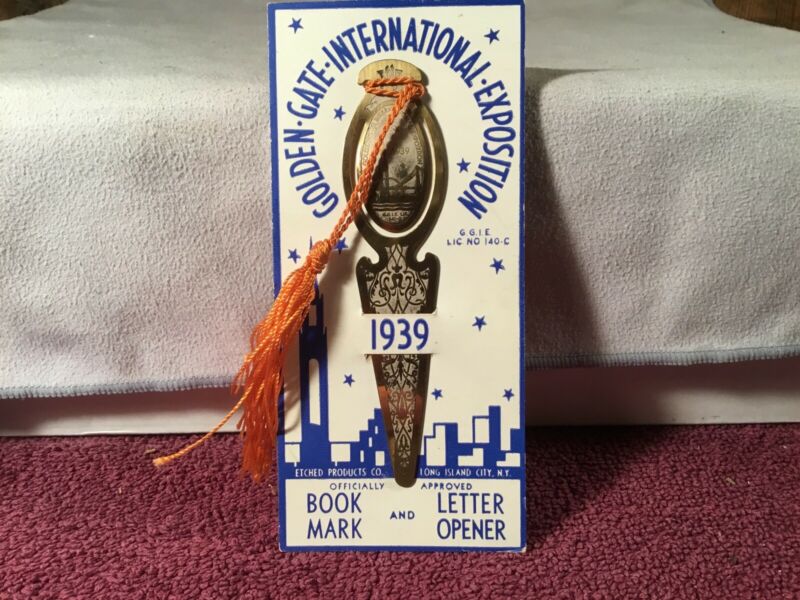 GOLDEN·GATE·INTERNATIONAL·EXPOSITION
G.G.I.E.
LIC. NO 140-C
1939
ETCHED PRODUCTS CO. LONG ISLAND CITY, N.Y.
OFFICIALLY APPROVED
BOOK MARK AND LETTER OPENER